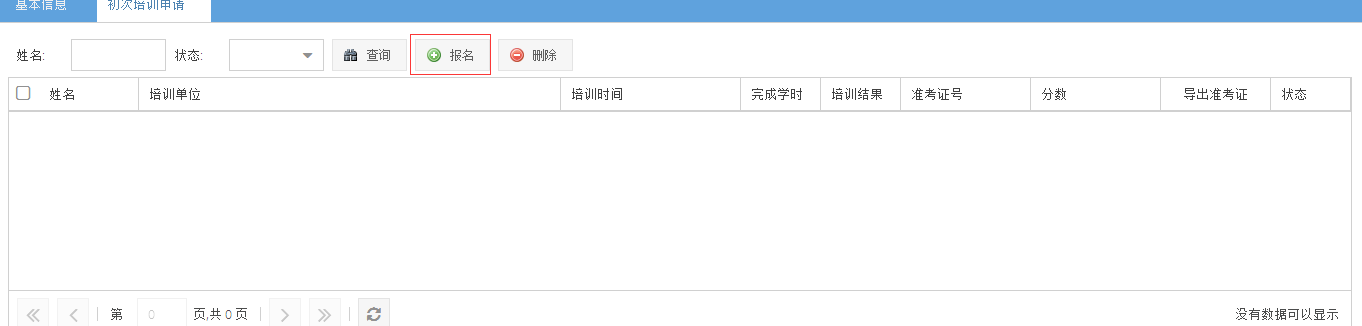 基本信息 初次培训申请
姓名: 状态: 查询 报名 删除
姓名 培训单位 培训时间 完成学时 培训结果 准考证号 分数 导出准考证 状态
第 0 页,共 0 页 没有数据可以显示